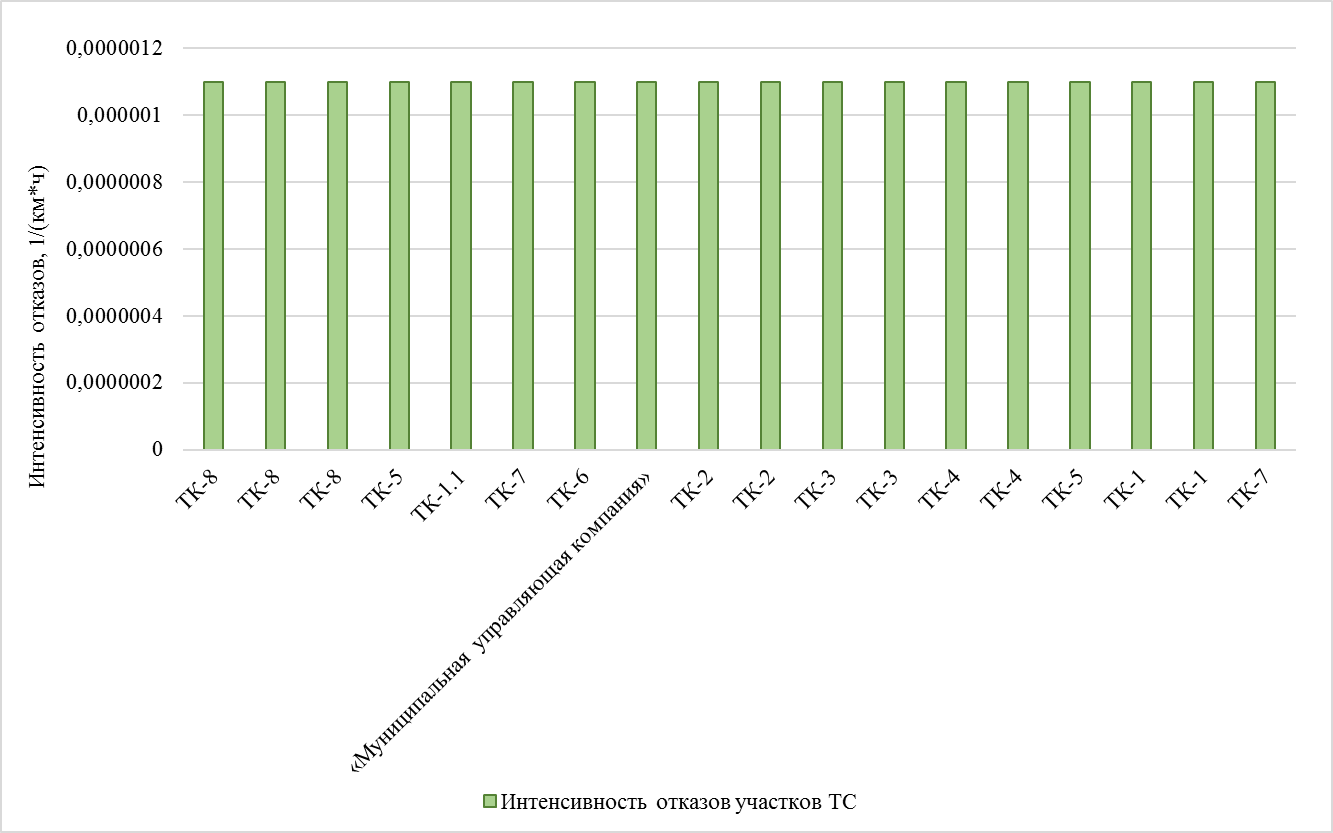 0,0000012
0,000001
0,0000008
0,0000006
0,0000004
0,0000002
0
Интенсивность отказов, 1/(км*ч)
ТК-8
ТК-8
ТК-8
ТК-5
ТК-1.1
ТК-7
ТК-6
«Муниципальная управляющая компания»
ТК-2
ТК-2
ТК-3
ТК-3
ТК-4
ТК-4
ТК-5
ТК-1
ТК-1
ТК-7
Интенсивность отказов участков ТС